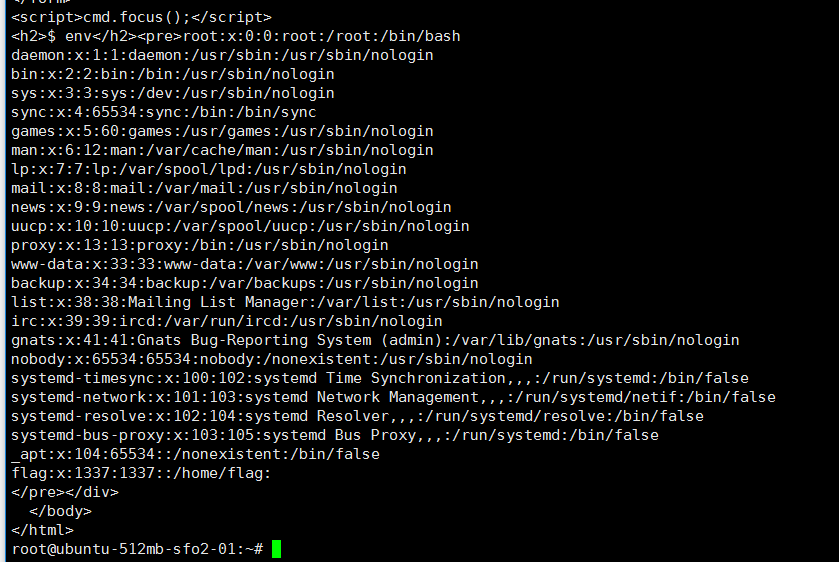 </form>
<script>cmd.focus();</script>
<h2>$ env</h2><pre>root:x:0:0:root:/root:/bin/bash
daemon:x:1:1:daemon:/usr/sbin:/usr/sbin/nologin
bin:x:2:2:bin:/bin:/usr/sbin/nologin
sys:x:3:3:sys:/dev:/usr/sbin/nologin
sync:x:4:65534:sync:/bin:/bin/sync
games:x:5:60:games:/usr/games:/usr/sbin/nologin
man:x:6:12:man:/var/cache/man:/usr/sbin/nologin
lp:x:7:7:lp:/var/spool/lpd:/usr/sbin/nologin
mail:x:8:8:mail:/var/mail:/usr/sbin/nologin
news:x:9:9:news:/var/spool/news:/usr/sbin/nologin
uucp:x:10:10:uucp:/var/spool/uucp:/usr/sbin/nologin
proxy:x:13:13:proxy:/bin:/usr/sbin/nologin
www-data:x:33:33:www-data:/var/www:/usr/sbin/nologin
backup:x:34:34:backup:/var/backups:/usr/sbin/nologin
list:x:38:38:Mailing List Manager:/var/list:/usr/sbin/nologin
irc:x:39:39:ircd:/var/run/ircd:/usr/sbin/nologin
gnats:x:41:41:Gnats Bug-Reporting System (admin):/var/lib/gnats:/usr/sbin/nologin
nobody:x:65534:65534:nobody:/nonexistent:/usr/sbin/nologin
systemd-timesync:x:100:102:systemd Time Synchronization,,,:/run/systemd:/bin/false
systemd-network:x:101:103:systemd Network Management,,,:/run/systemd/netif:/bin/false
systemd-resolve:x:102:104:systemd Resolver,,,:/run/systemd/resolve:/bin/false
systemd-bus-proxy:x:103:105:systemd Bus Proxy,,,:/run/systemd:/bin/false
_apt:x:104:65534::/nonexistent:/bin/false
flag:x:1337:1337::/home/flag:
</pre></div>
  </body>
</html>
root@ubuntu-512mb-sfo2-01:~#